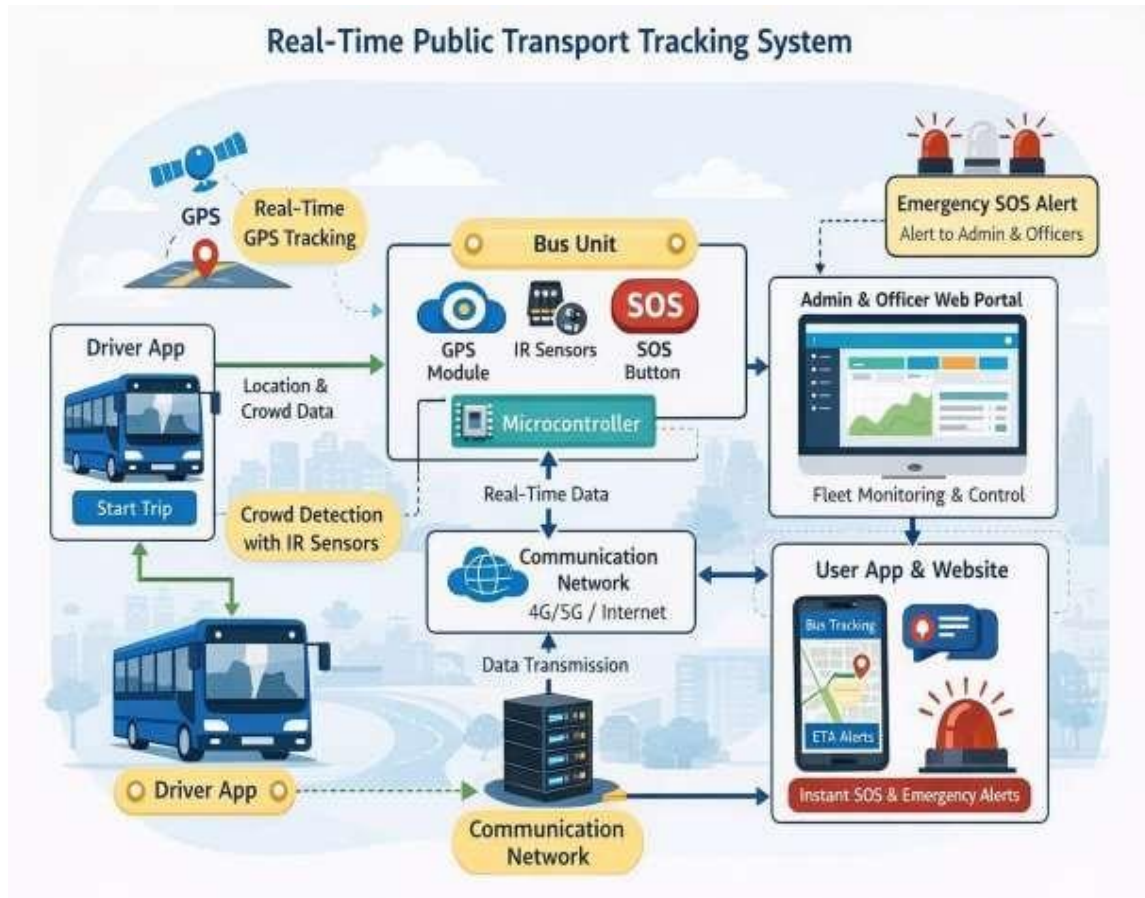 Real-Time Public Transport Tracking System
GPS
Real-Time
GPS Tracking
Bus Unit
GPS
Module
IR Sensors
SOS
SOS
Button
Microcontroller
Emergency SOS Alert
Alert to Admin & Officers
Admin & Officer Web Portal
Fleet Monitoring & Control
Driver App
Start Trip
Location &
Crowd Data
Crowd Detection
with IR Sensors
Real-Time Data
Communication
Network
4G/5G / Internet
Data Transmission
User App & Website
Bus Tracking
ETA Alerts
Instant SOS & Emergency Alerts
Driver App
Communication
Network